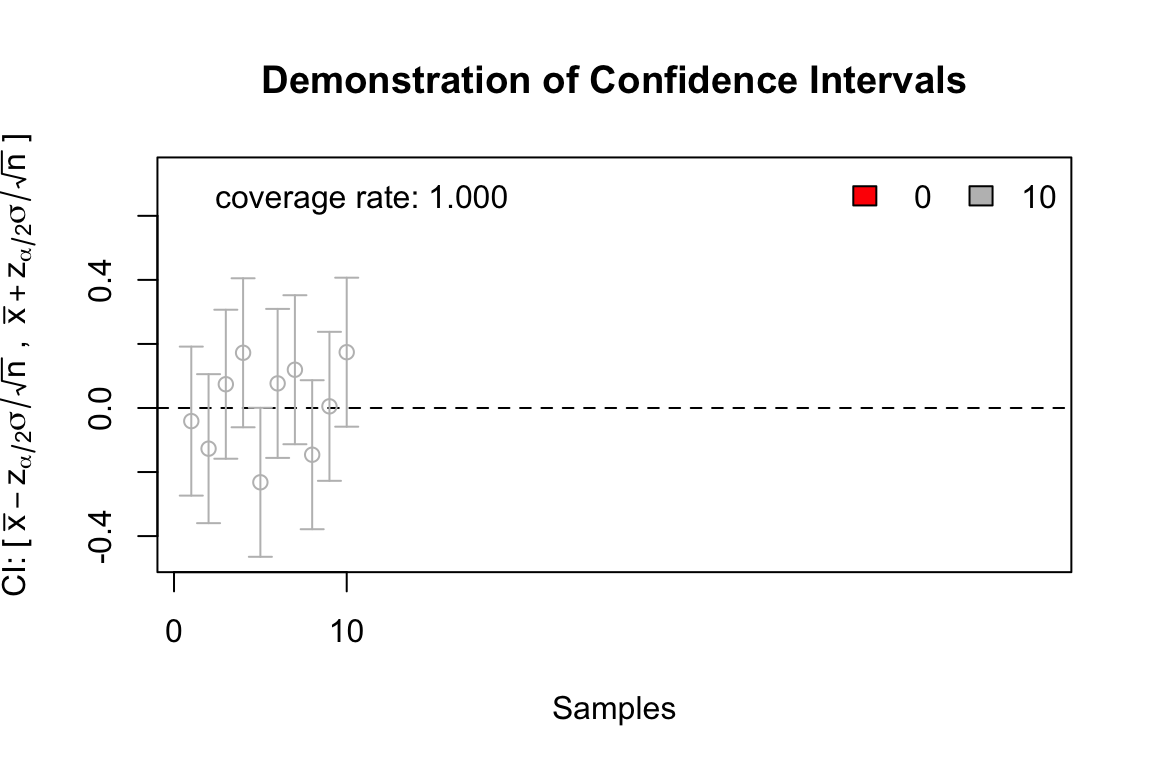 Demonstration of Confidence Intervals
coverage rate: 1.000
0
10
CI: [ x̄ − zα/2σ/√n , x̄ + zα/2σ/√n ]
0.4
0.0
-0.4
0
10
Samples